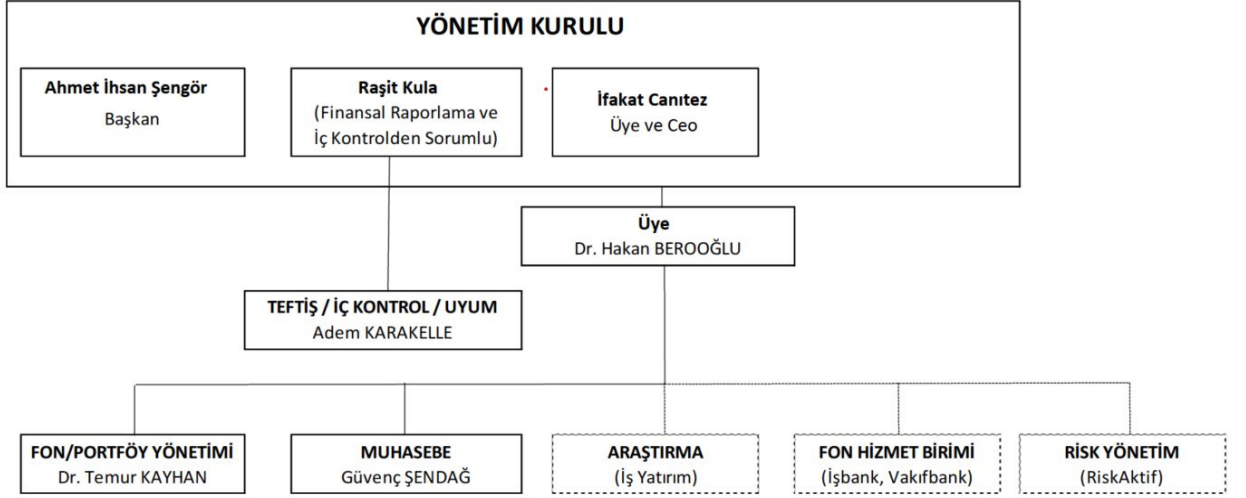 YÖNETİM KURULU
Ahmet İhsan Şengör
Başkan
Raşit Kula
(Finansal Raporlama ve
İç Kontrolden Sorumlu)
İfakat Canıtez
Üye ve Ceo
Üye
Dr. Hakan BEROOĞLU
TEFTİŞ / İÇ KONTROL / UYUM
Adem KARAKELLE
FON/PORTFÖY YÖNETİMİ
Dr. Temur KAYHAN
MUHASEBE
Güvenç ŞENDAĞ
ARAŞTIRMA
(İş Yatırım)
FON HİZMET BİRİMİ
(İşbank, Vakıfbank)
RİSK YÖNETİM
(RiskAktif)